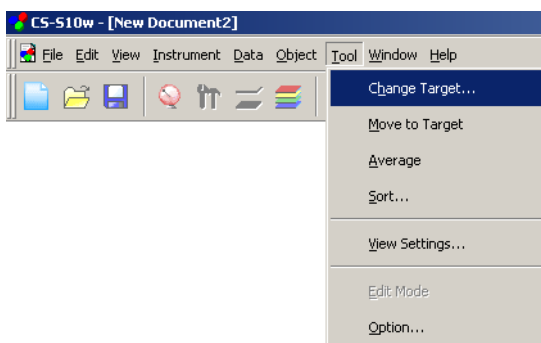 CS-S10w - [New Document2]
File Edit View Instrument Data Object Tool Window Help
Change Target...
Move to Target
Average
Sort...
View Settings...
Edit Mode
Option...